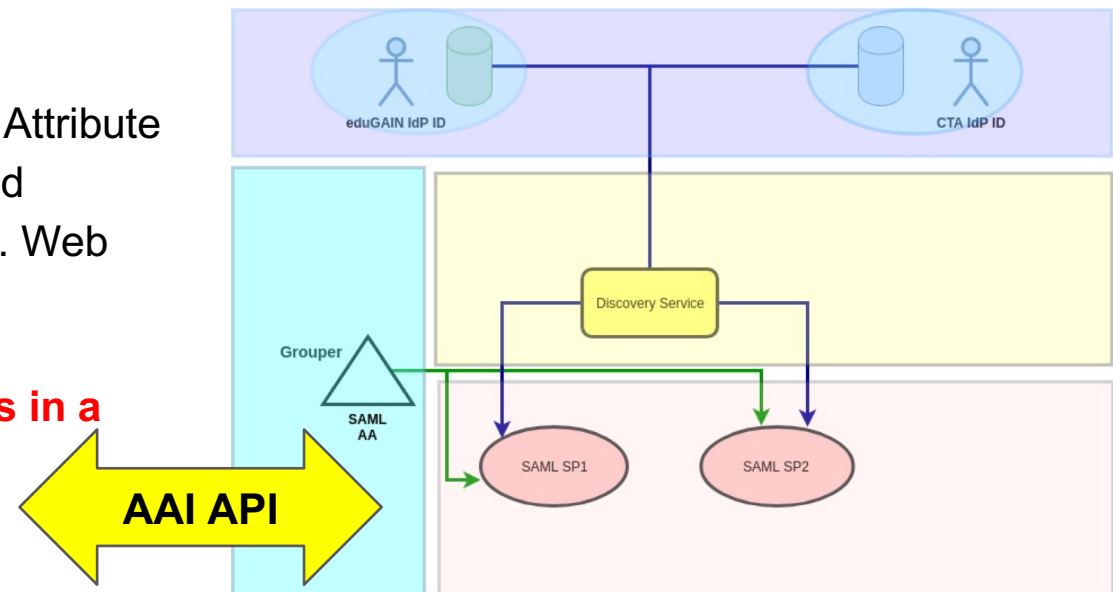 Attribute
d
. Web
s in a
AAI API
eduGAIN IdP ID
CTA IdP ID
Discovery Service
Grouper
SAML
AA
SAML SP1
SAML SP2